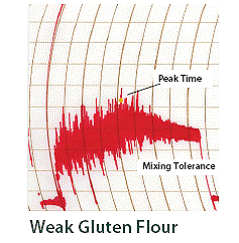 Peak Time
Mixing Tolerance
Weak Gluten Flour